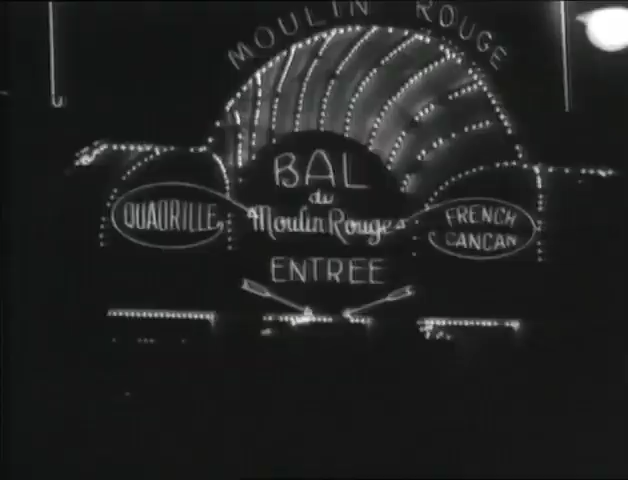 MOULIN ROUGE
BAL
du
Moulin Rouge
QUADRILLE
FRENCH
CANCAN
ENTREE